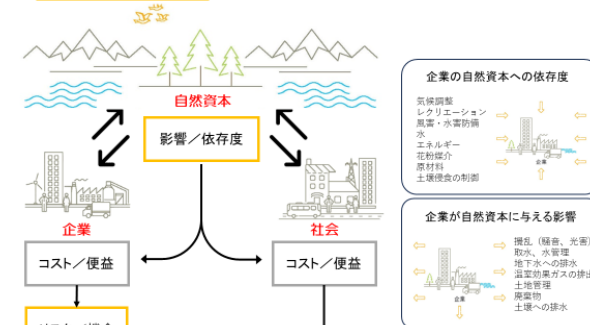 自然資本
影響／依存度
企業
社会
コスト／便益
コスト／便益
企業の自然資本への依存度
気候調整
レクリエーション
風害・水害防備
水
エネルギー
花粉媒介
原材料
土壌侵食の制御
企業
企業が自然資本に与える影響
撹乱（騒音、光害）
取水、水管理
地下水への排水
温室効果ガスの排出
土地管理
廃棄物
土壌への排水
企業